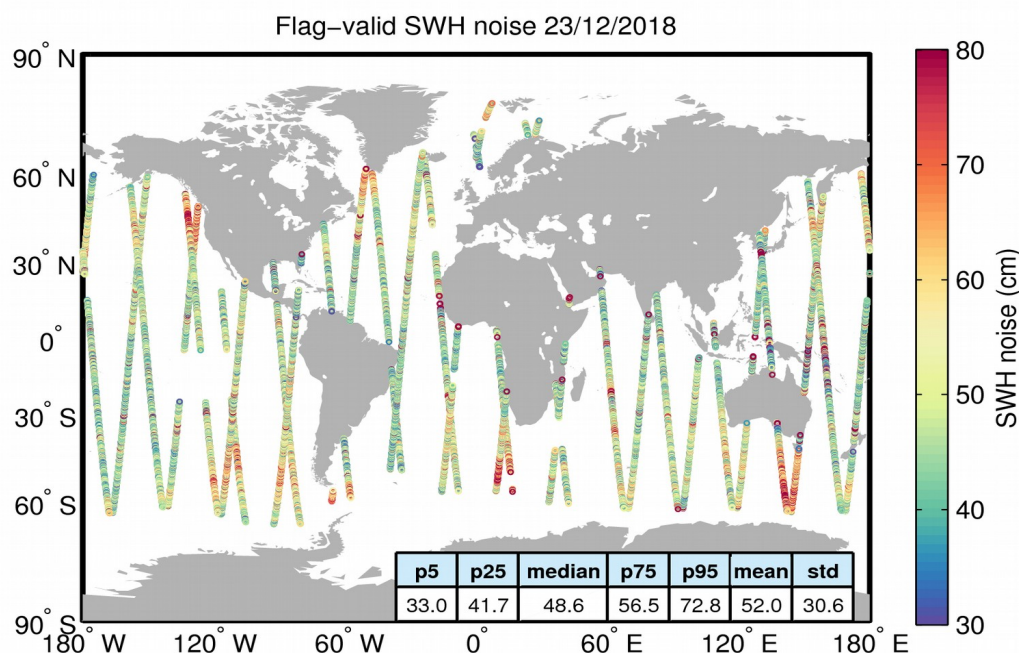 Flag−valid SWH noise 23/12/2018
90° N
60° N
30° N
0°
30° S
60° S
90° S
180° W
120° W
60° W
0°
60° E
120° E
180° E
80
70
60
50
40
30
SWH noise (cm)
p5 p25 median p75 p95 mean std
33.0 41.7 48.6 56.5 72.8 52.0 30.6